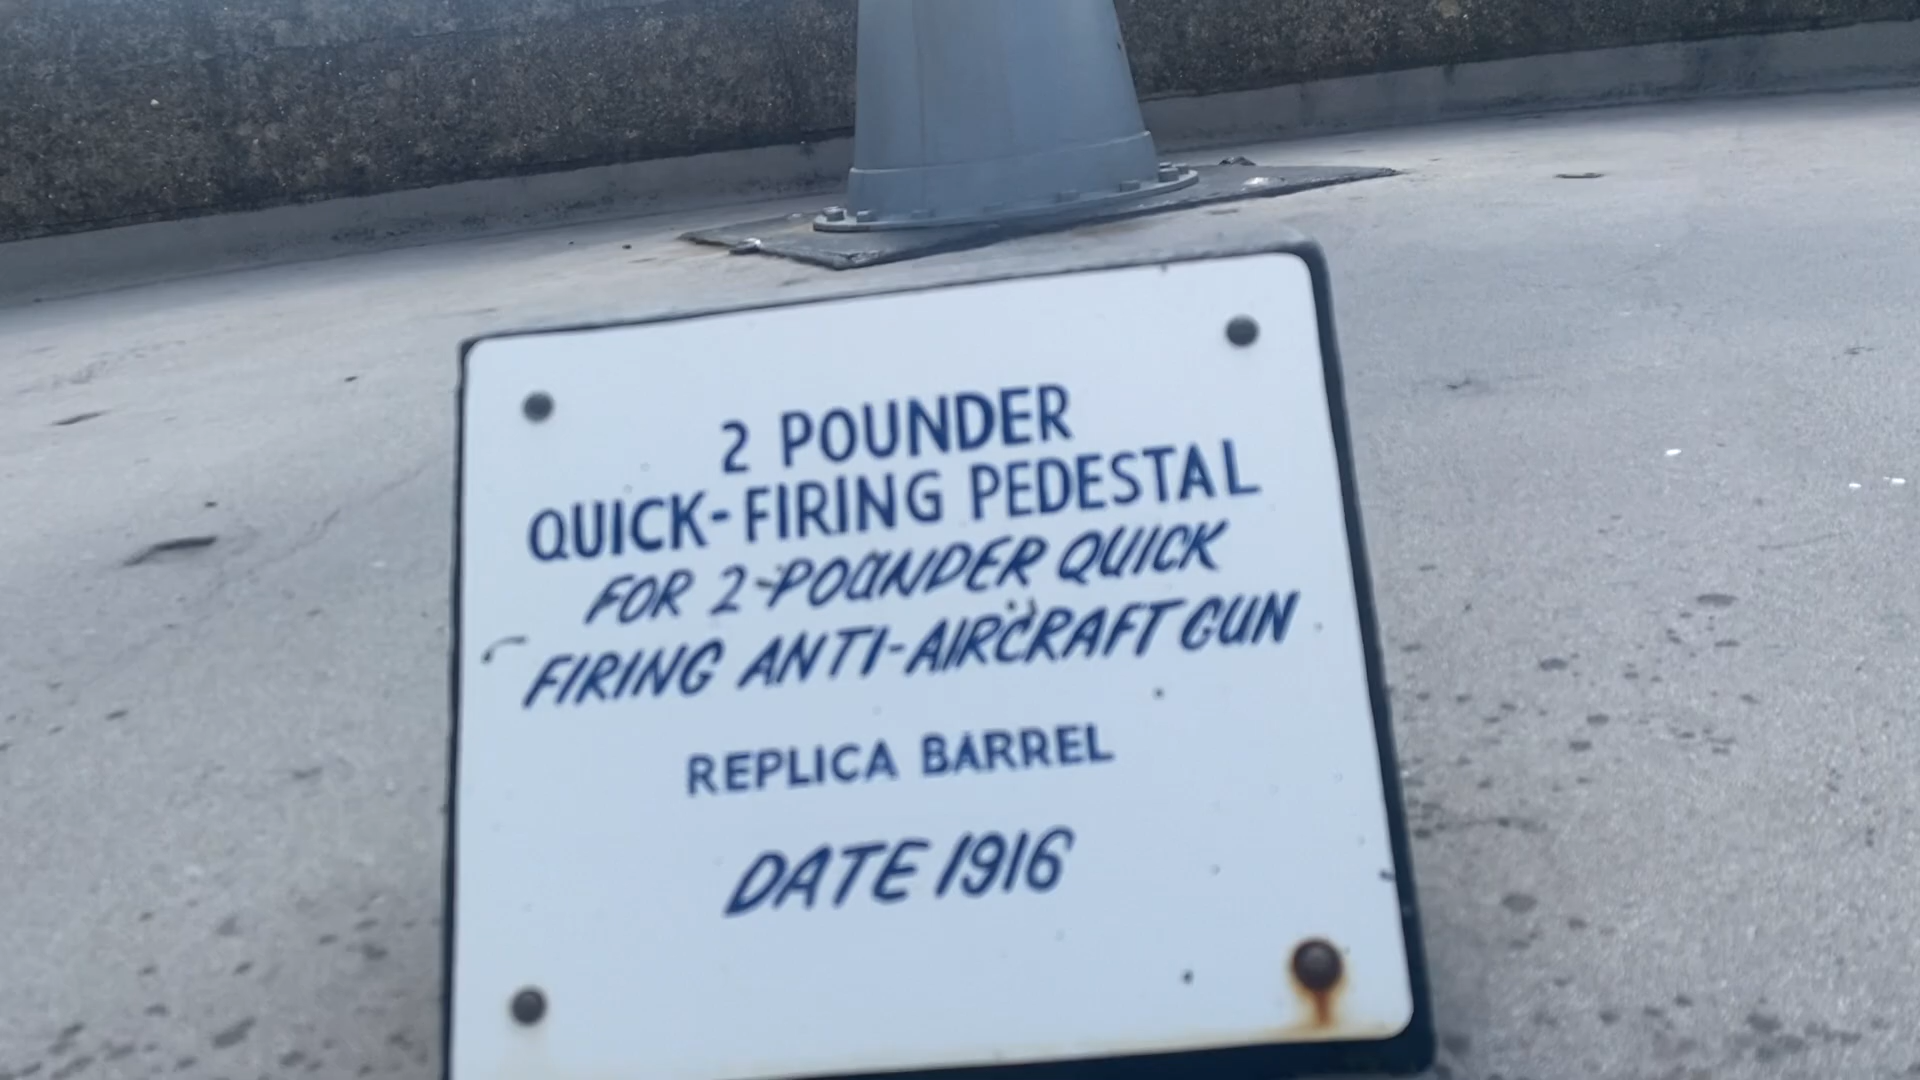 2 POUNDER
QUICK-FIRING PEDESTAL
FOR 2-POUNDER QUICK
FIRING ANTI-AIRCRAFT GUN
REPLICA BARREL
DATE 1916